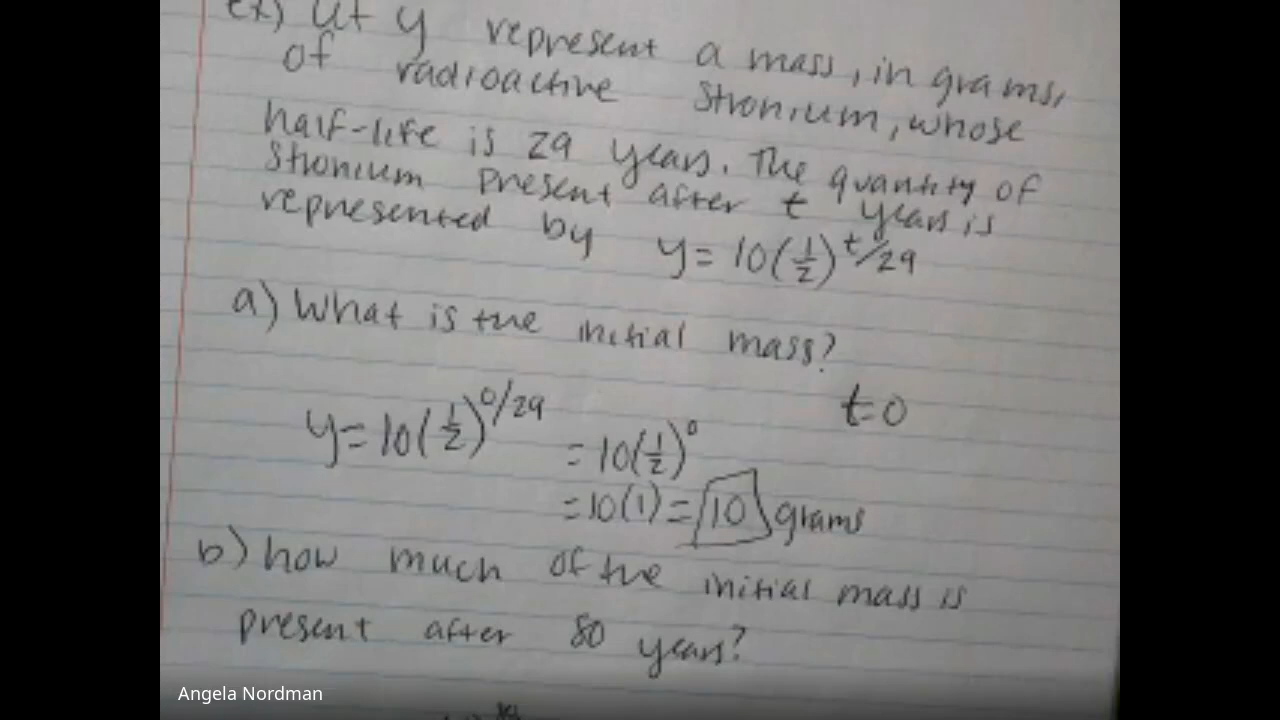 ex) let y represent a mass, in grams,
of radioactive Stronium, whose
half-life is 29 years. The quantity of
Stronium present after t years is
represented by y = 10(1/2)^t/29
a) What is the initial mass?
t=0
y = 10(1/2)^0/29 = 10(1/2)^0
= 10(1) = 10 grams
b) how much of the initial mass is
present after 80 years?
Angela Nordman